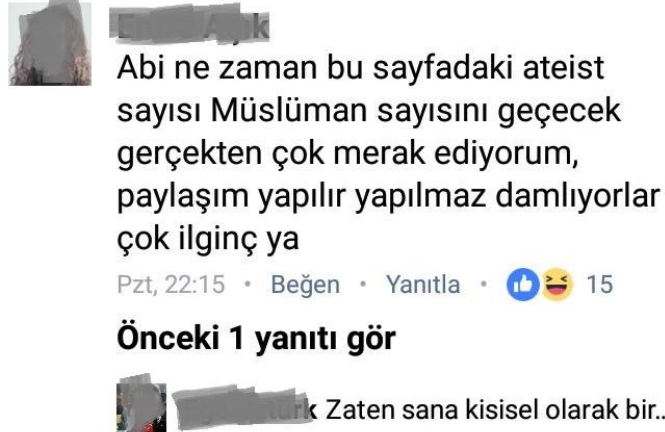 Abi ne zaman bu sayfadaki ateist
sayısı Müslüman sayısını geçecek
gerçekten çok merak ediyorum,
paylaşım yapılır yapılmaz damlıyorlar
çok ilginç ya
Pzt, 22:15 • Beğen • Yanıtla • 15
Önceki 1 yanıtı gör
Zaten sana kisisel olarak bir..